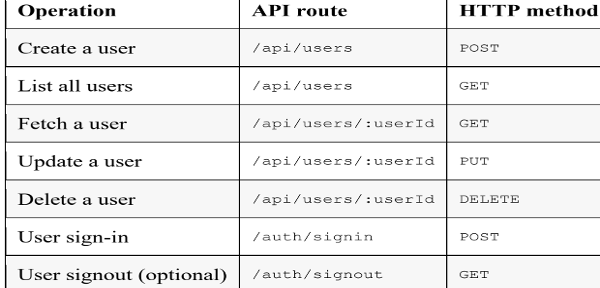 Operation API route HTTP method
Create a user /api/users POST
List all users /api/users GET
Fetch a user /api/users/:userId GET
Update a user /api/users/:userId PUT
Delete a user /api/users/:userId DELETE
User sign-in /auth/signin POST
User signout (optional) /auth/signout GET